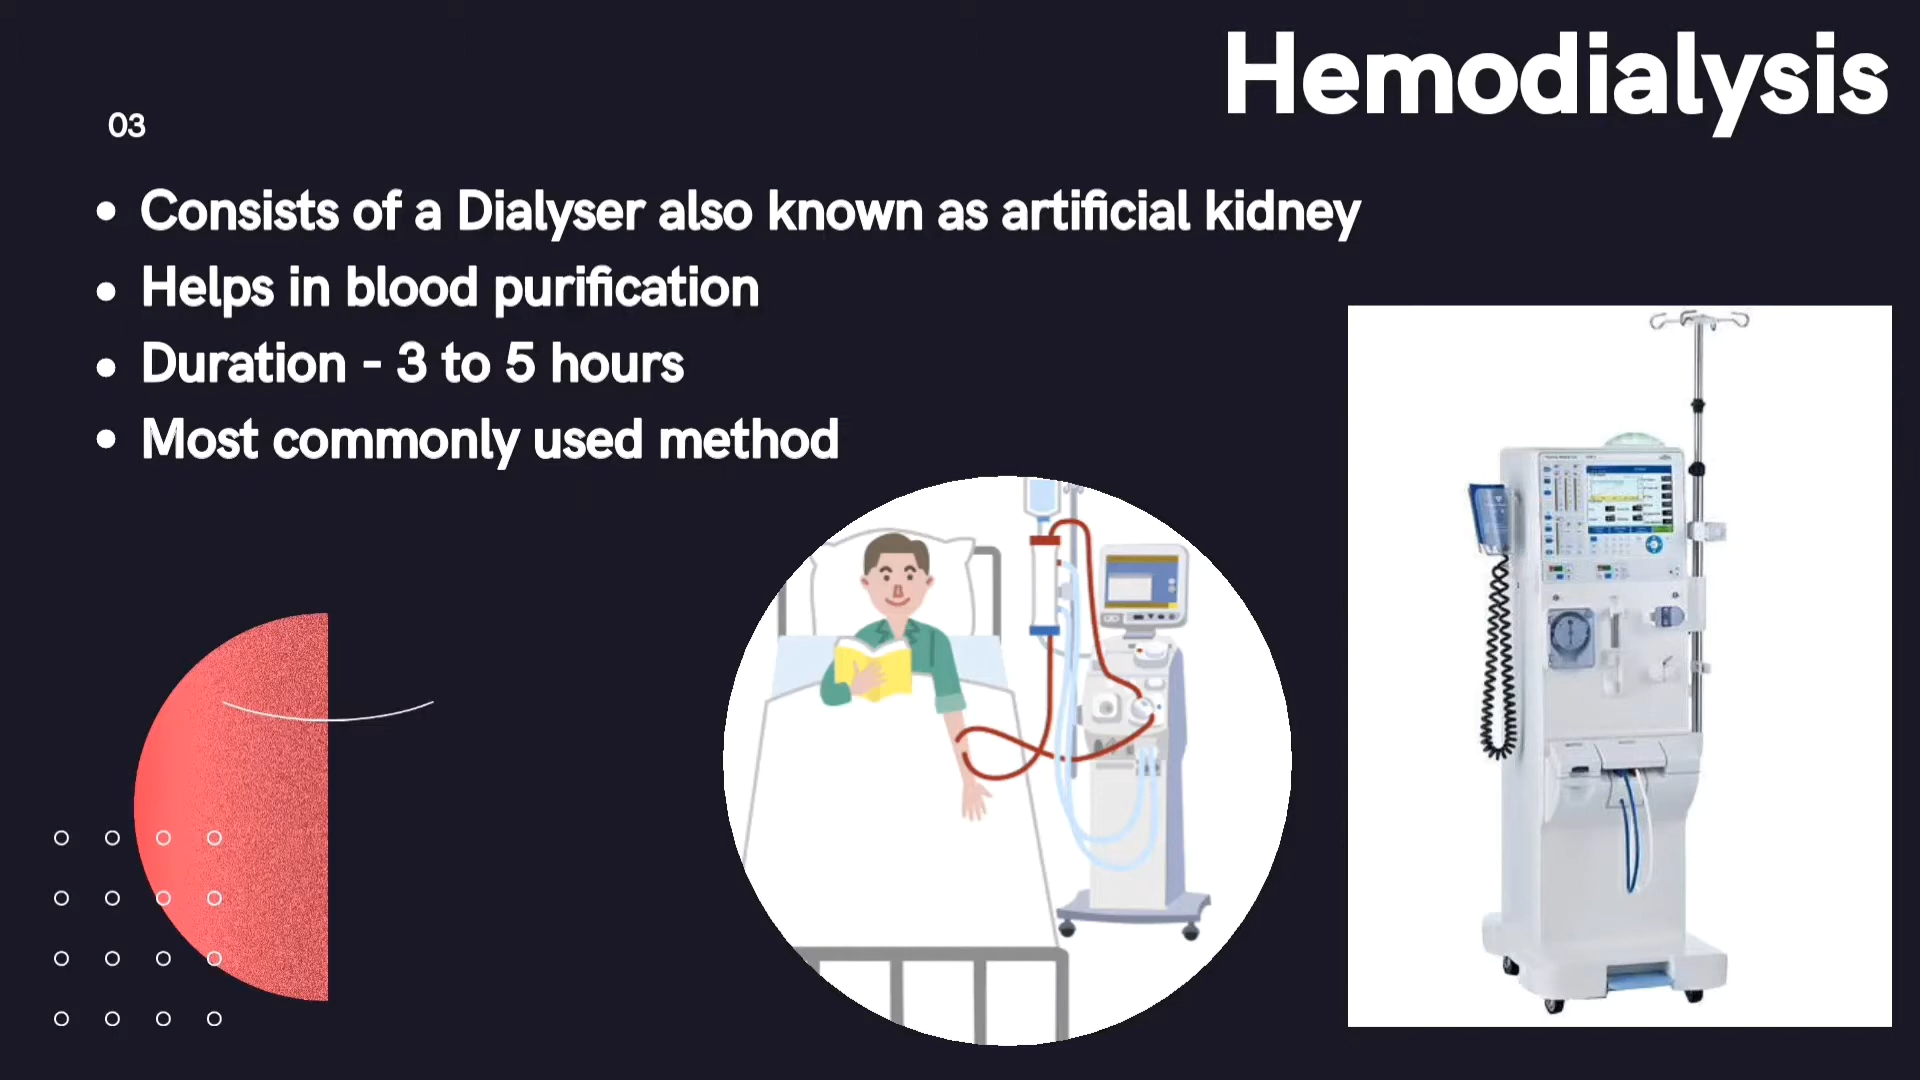 Hemodialysis
03
Consists of a Dialyser also known as artificial kidney
Helps in blood purification
Duration - 3 to 5 hours
Most commonly used method